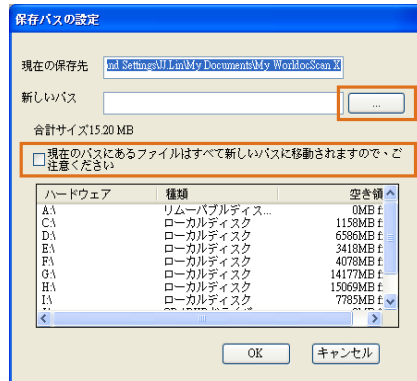 保存パスの設定
現在の保存先 nd Settings\U.Lin\My Documents\My WorldocScan X
新しいパス ...
合計サイズ15.20 MB
現在のパスにあるファイルはすべて新しいパスに移動されますので、ご
注意ください
ハードウェア 種類 空き領
A:\ リムーバブルディス... 0MB f
C:\ ローカルディスク 1158MB f
D:\ ローカルディスク 6586MB f
E:\ ローカルディスク 3418MB f
F:\ ローカルディスク 4078MB f
G:\ ローカルディスク 14177MB f
H:\ ローカルディスク 15069MB f
I:\ ローカルディスク 7785MB f
OK キャンセル